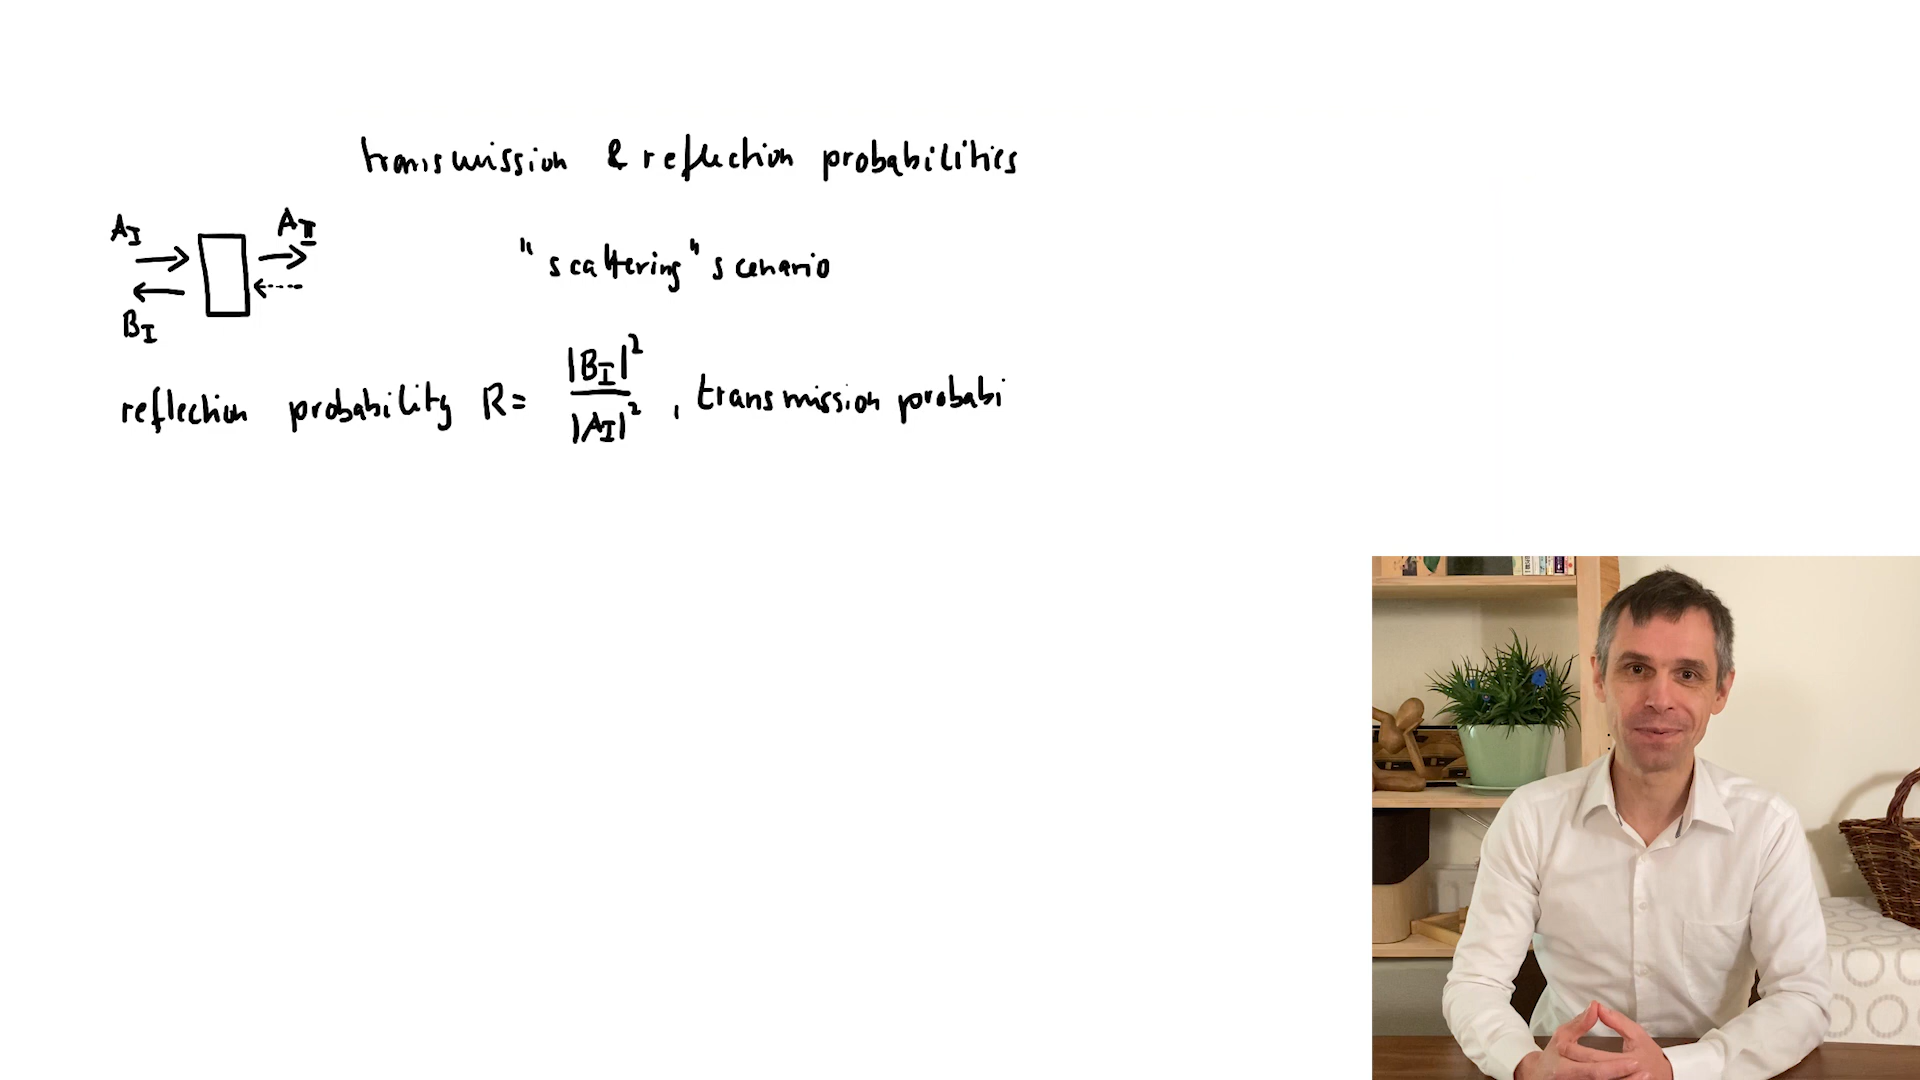 transmission & reflection probabilities
A_I A_II
"scattering" scenario
B_I
reflection probability R = |B_I|² / |A_I|² , transmission probabi